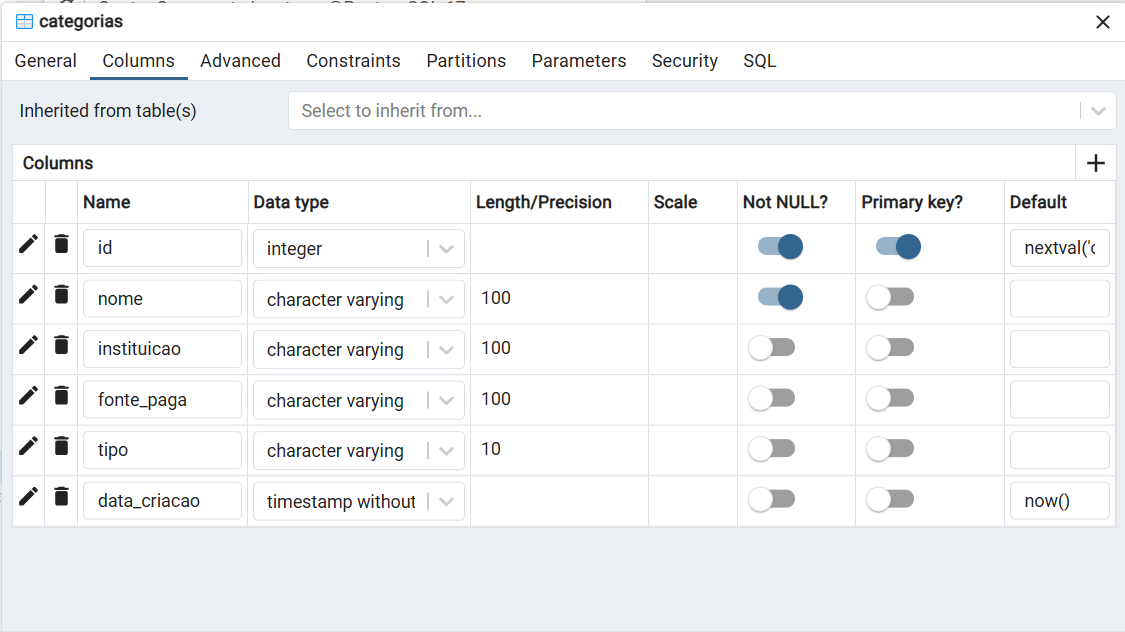 categorias
General Columns Advanced Constraints Partitions Parameters Security SQL
Inherited from table(s) Select to inherit from...
Columns
Name Data type Length/Precision Scale Not NULL? Primary key? Default
id integer nextval('c
nome character varying 100
instituicao character varying 100
fonte_paga character varying 100
tipo character varying 10
data_criacao timestamp without now()